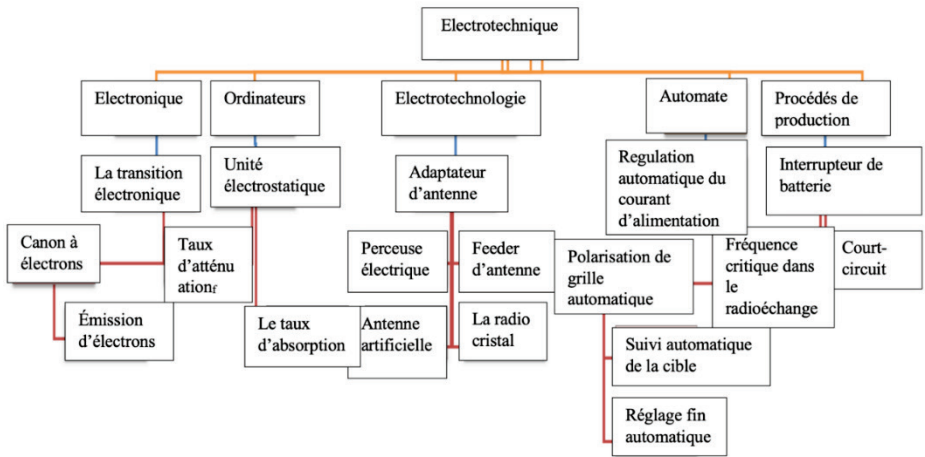 Electrotechnique
Electronique
Ordinateurs
Electrotechnologie
Automate
Procédés de
production
La transition
électronique
Unité
électrostatique
Adaptateur
d’antenne
Regulation
automatique du
courant
d’alimentation
Interrupteur de
batterie
Canon à
électrons
Taux
d’atténu
ationf
Perceuse
électrique
Feeder
d’antenne
Polarisation de
grille
automatique
Fréquence
critique dans
le
radioéchange
Court-
circuit
Émission
d’électrons
Le taux
d’absorption
Antenne
artificielle
La radio
cristal
Suivi automatique
de la cible
Réglage fin
automatique